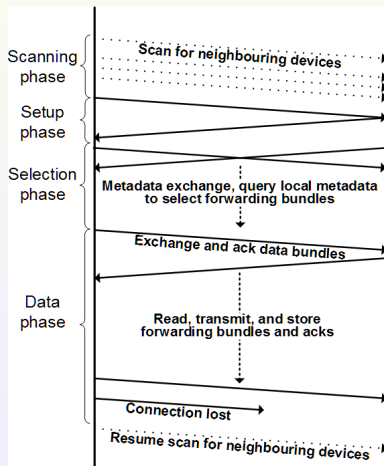 Scan for neighbouring devices
Scanning
phase
Setup
phase
Selection
phase
Metadata exchange, query local metadata
to select forwarding bundles
Exchange and ack data bundles
Data
phase
Read, transmit, and store
forwarding bundles and acks
Connection lost
Resume scan for neighbouring devices